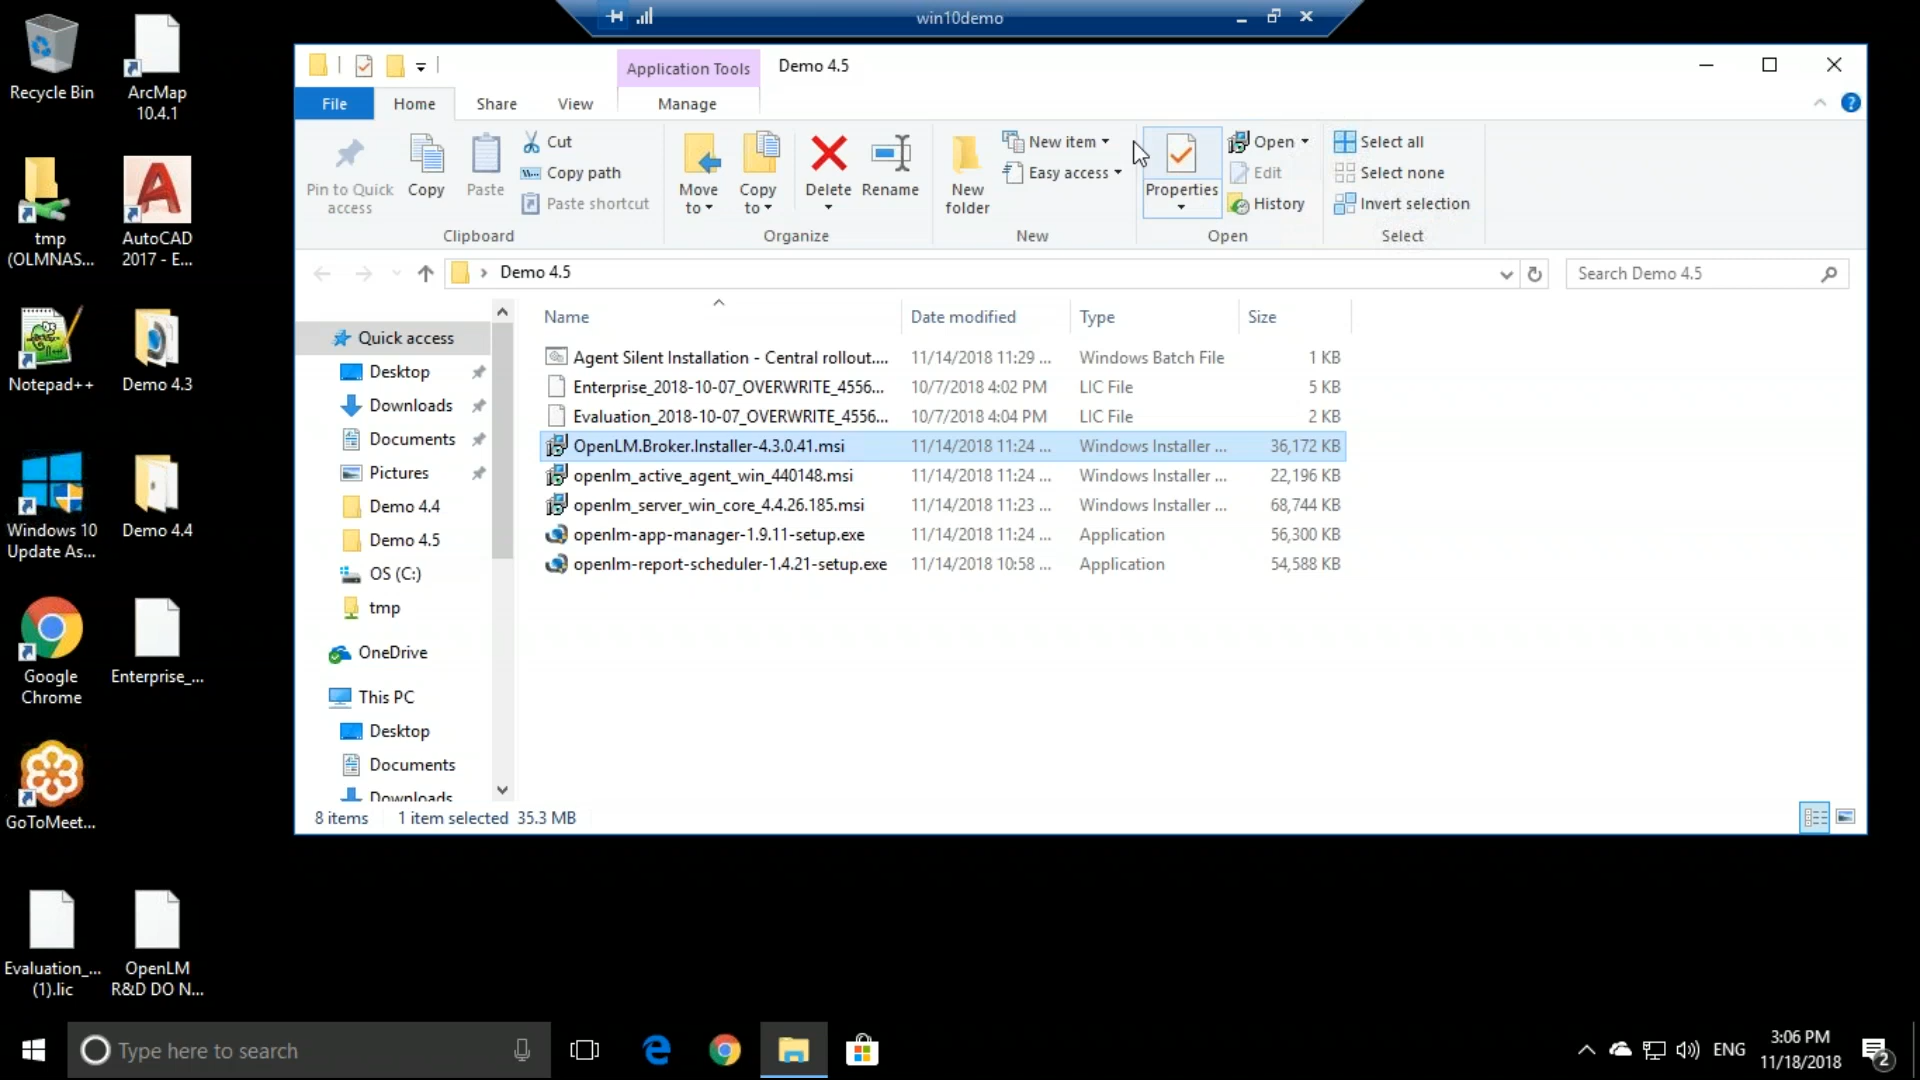 win10demo
Recycle Bin
ArcMap
10.4.1
tmp
(OLMNAS...
AutoCAD
2017 - E...
Notepad++
Demo 4.3
Windows 10
Update As...
Demo 4.4
Google
Chrome
Enterprise_...
GoToMeet...
Evaluation_...
(1).lic
OpenLM
R&D DO N...
Application Tools
Demo 4.5
File
Home
Share
View
Manage
Pin to Quick
access
Copy
Paste
Cut
Copy path
Paste shortcut
Clipboard
Move
to
Copy
to
Delete
Rename
Organize
New
folder
New item
Easy access
New
Properties
Open
Edit
History
Open
Select all
Select none
Invert selection
Select
Demo 4.5
Search Demo 4.5
Quick access
Desktop
Downloads
Documents
Pictures
Demo 4.4
Demo 4.5
OS (C:)
tmp
OneDrive
This PC
Desktop
Documents
Downloads
Name Date modified Type Size
Agent Silent Installation - Central rollout.... 11/14/2018 11:29 ... Windows Batch File 1 KB
Enterprise_2018-10-07_OVERWRITE_4556... 10/7/2018 4:02 PM LIC File 5 KB
Evaluation_2018-10-07_OVERWRITE_4556... 10/7/2018 4:04 PM LIC File 2 KB
OpenLM.Broker.Installer-4.3.0.41.msi 11/14/2018 11:24 ... Windows Installer ... 36,172 KB
openlm_active_agent_win_440148.msi 11/14/2018 11:24 ... Windows Installer ... 22,196 KB
openlm_server_win_core_4.4.26.185.msi 11/14/2018 11:23 ... Windows Installer ... 68,744 KB
openlm-app-manager-1.9.11-setup.exe 11/14/2018 11:24 ... Application 56,300 KB
openlm-report-scheduler-1.4.21-setup.exe 11/14/2018 10:58 ... Application 54,588 KB
8 items 1 item selected 35.3 MB
Type here to search
ENG
3:06 PM
11/18/2018
2